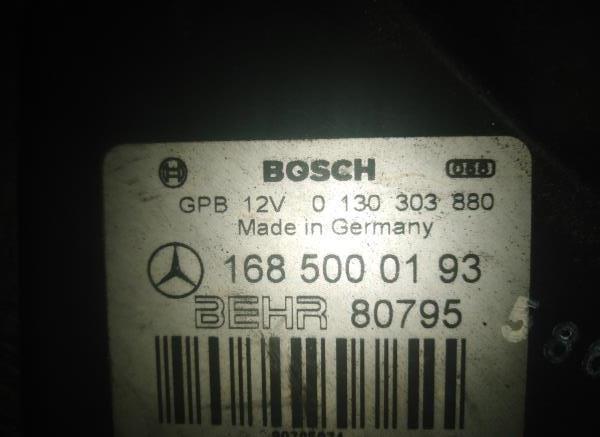 BOSCH
GPB 12V 0 130 303 880
Made in Germany
168 500 01 93
BEHR 80795